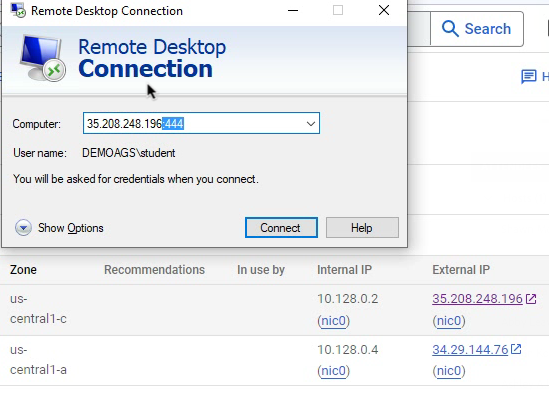 Remote Desktop Connection
Search
Remote Desktop
Connection
H
Computer:
35.208.248.196:444
User name:
DEMOAGS\student
You will be asked for credentials when you connect.
Show Options
Connect
Help
Zone
Recommendations
In use by
Internal IP
External IP
us-
central1-c
10.128.0.2
(nic0)
35.208.248.196
(nic0)
us-
central1-a
10.128.0.4
(nic0)
34.29.144.76
(nic0)